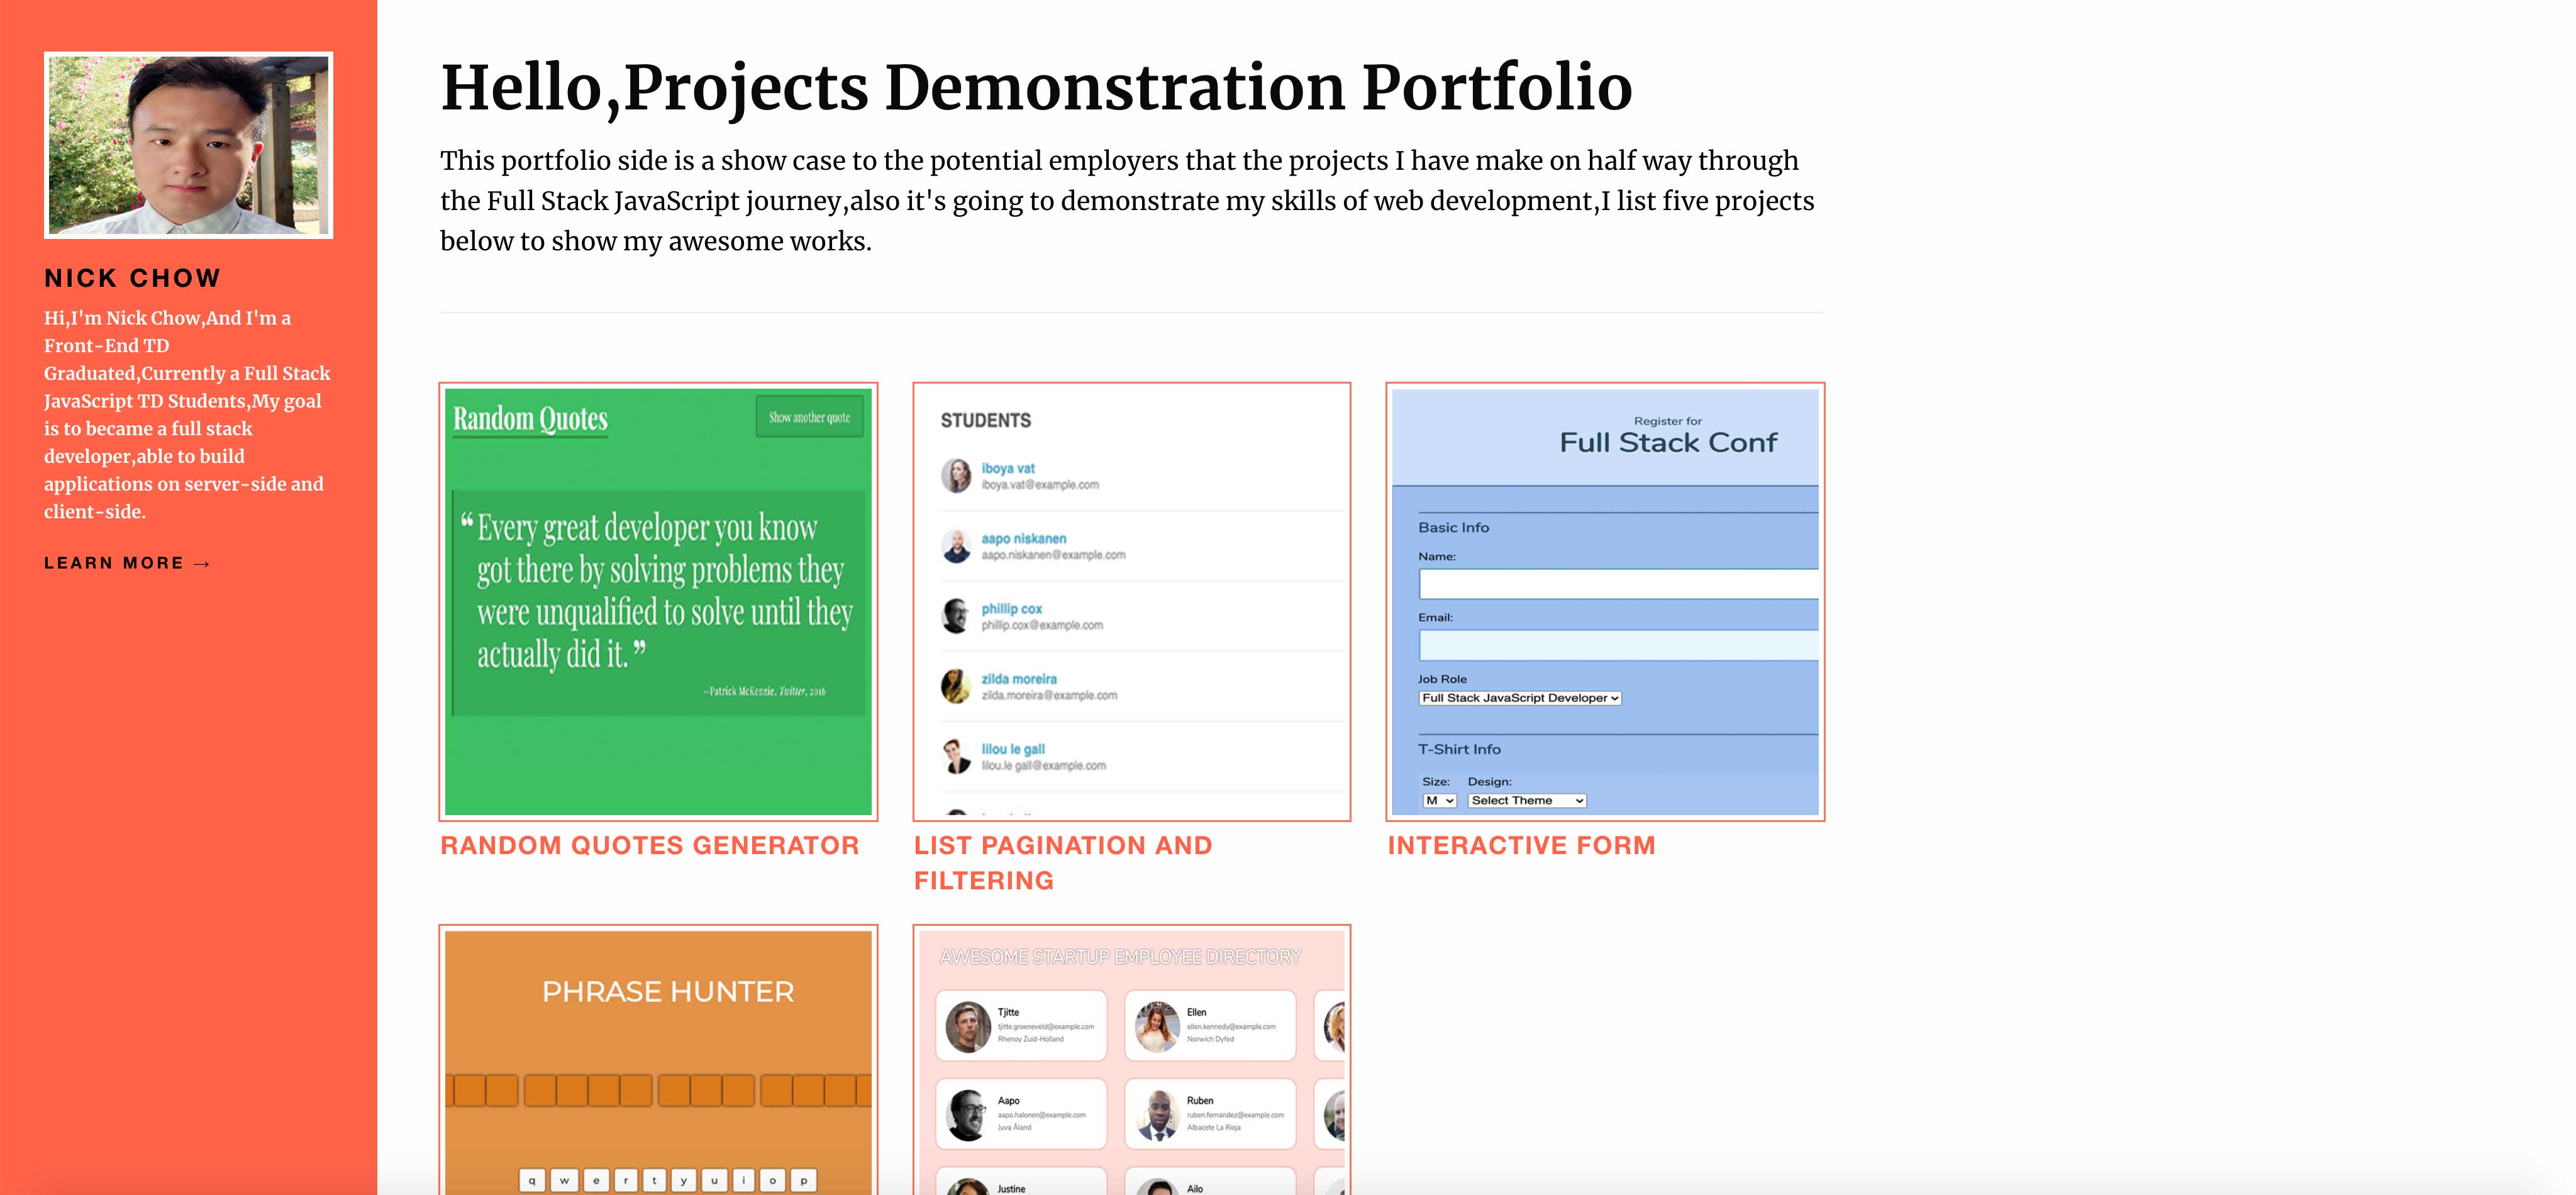 NICK CHOW
Hi,I'm Nick Chow,And I'm a
Front-End TD
Graduated,Currently a Full Stack
JavaScript TD Students,My goal
is to became a full stack
developer,able to build
applications on server-side and
client-side.
LEARN MORE →
Hello,Projects Demonstration Portfolio
This portfolio side is a show case to the potential employers that the projects I have make on half way through
the Full Stack JavaScript journey,also it's going to demonstrate my skills of web development,I list five projects
below to show my awesome works.
Random Quotes
Show another quote
“Every great developer you know
got there by solving problems they
were unqualified to solve until they
actually did it.”
–Patrick McKenzie, Twitter, 2016
RANDOM QUOTES GENERATOR
STUDENTS
iboya vat
iboya.vat@example.com
aapo niskanen
aapo.niskanen@example.com
phillip cox
phillip.cox@example.com
zilda moreira
zilda.moreira@example.com
lilou le gall
lilou.le gall@example.com
LIST PAGINATION AND
FILTERING
Register for
Full Stack Conf
Basic Info
Name:
Email:
Job Role
Full Stack JavaScript Developer
T-Shirt Info
Size: Design:
M Select Theme
INTERACTIVE FORM
PHRASE HUNTER
q w e r t y u i o p
AWESOME STARTUP EMPLOYEE DIRECTORY
Tjitte
tjitte.groeneveld@example.com
Rhenoy Zuid-Holland
Ellen
ellen.kennedy@example.com
Norwich Dyfed
Aapo
aapo.halonen@example.com
Juva Åland
Ruben
ruben.fernandez@example.com
Albacete La Rioja
Justine
Ailo